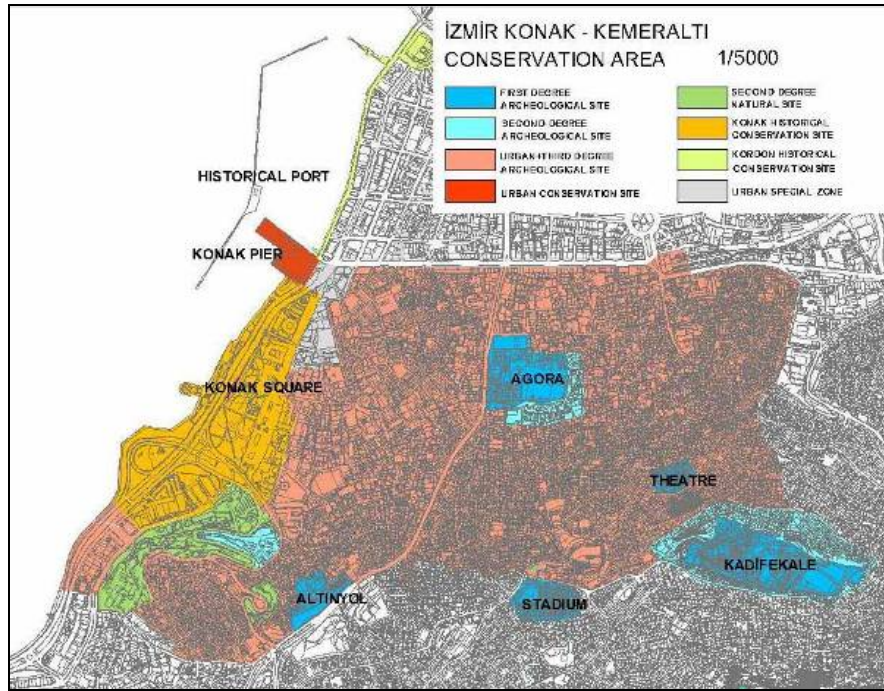 İZMİR KONAK - KEMERALTI
CONSERVATION AREA 1/5000
FIRST DEGREE
ARCHEOLOGICAL SITE
SECOND DEGREE
ARCHEOLOGICAL SITE
URBAN+THIRD DEGREE
ARCHEOLOGICAL SITE
URBAN CONSERVATION SITE
SECOND DEGREE
NATURAL SITE
KONAK HISTORICAL
CONSERVATION SITE
KORDON HISTORICAL
CONSERVATION SİTE
URBAN SPECIAL ZONE
HISTORICAL PORT
KONAK PIER
KONAK SQUARE
AGORA
THEATRE
KADİFEKALE
ALTINYOL
STADIUM